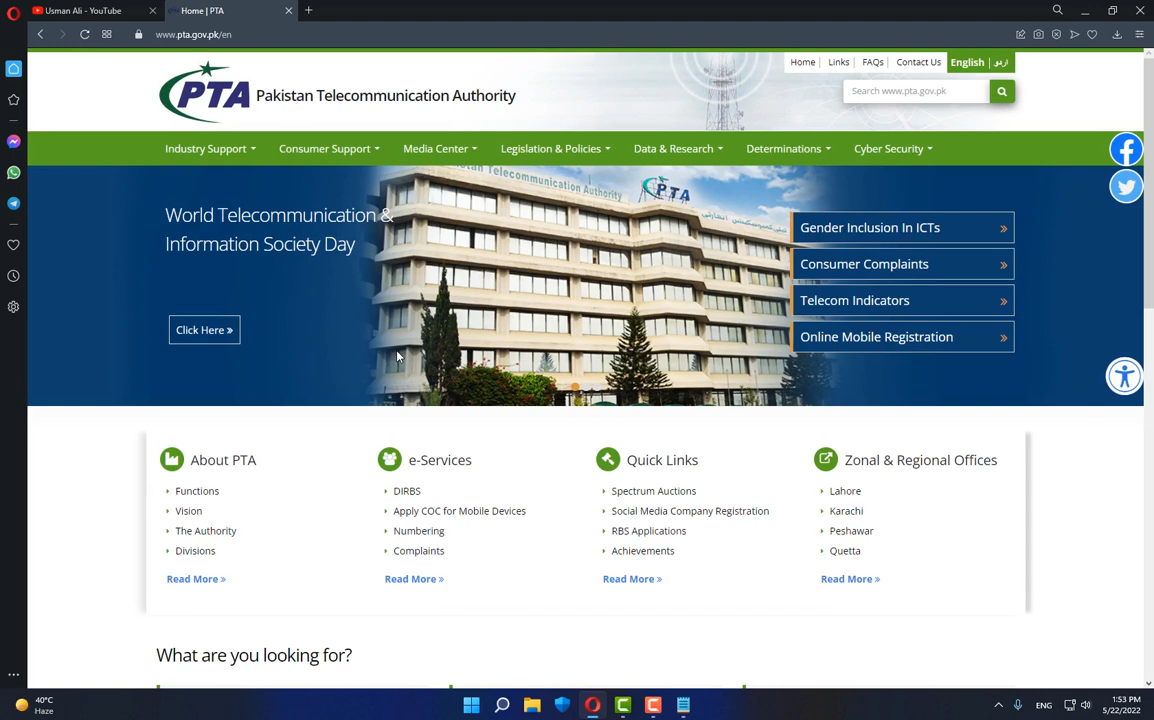 Usman Ali - YouTube
Home | PTA
www.pta.gov.pk/en
PTA Pakistan Telecommunication Authority
Home
Links
FAQs
Contact Us
English | اردو
Search www.pta.gov.pk
Industry Support
Consumer Support
Media Center
Legislation & Policies
Data & Research
Determinations
Cyber Security
World Telecommunication &
Information Society Day
Click Here »
Telecommunication Authority
PTA
Gender Inclusion In ICTs »
Consumer Complaints »
Telecom Indicators »
Online Mobile Registration »
About PTA
Functions
Vision
The Authority
Divisions
Read More »
e-Services
DIRBS
Apply COC for Mobile Devices
Numbering
Complaints
Read More »
Quick Links
Spectrum Auctions
Social Media Company Registration
RBS Applications
Achievements
Read More »
Zonal & Regional Offices
Lahore
Karachi
Peshawar
Quetta
Read More »
What are you looking for?
40°C
Haze
ENG
1:53 PM
5/22/2022